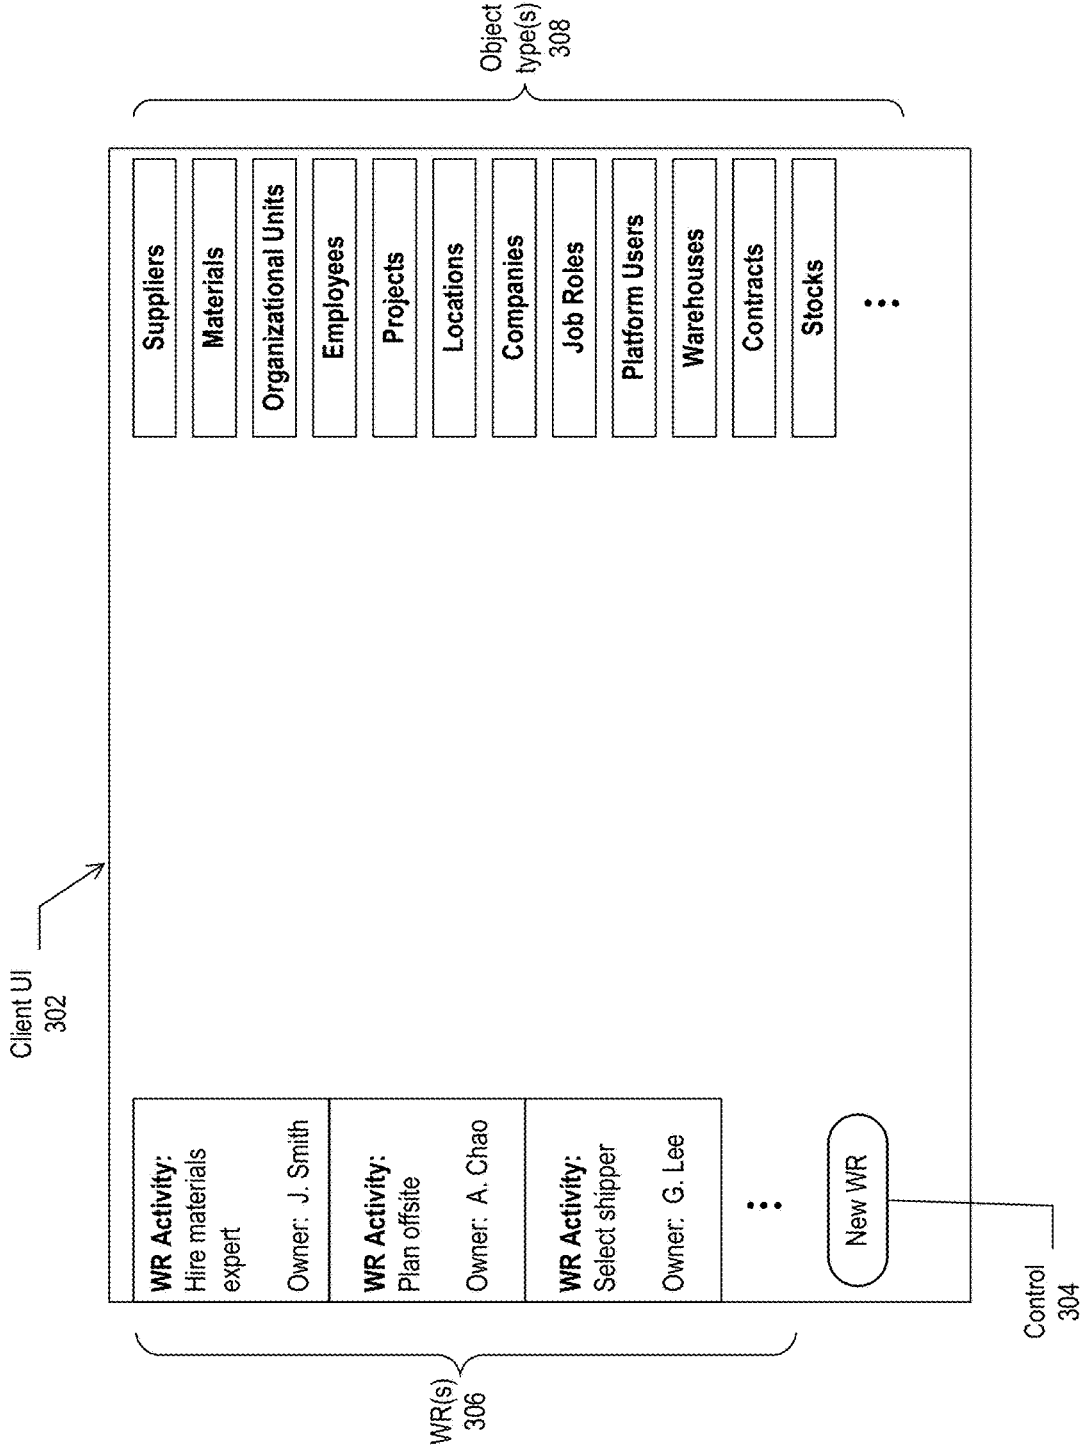 Client UI
302
WR(s)
306
WR Activity:
Hire materials
expert
Owner: J. Smith
WR Activity:
Plan offsite
Owner: A. Chao
WR Activity:
Select shipper
Owner: G. Lee
New WR
Control
304
Suppliers
Materials
Organizational Units
Employees
Projects
Locations
Companies
Job Roles
Platform Users
Warehouses
Contracts
Stocks
Object
type(s)
308